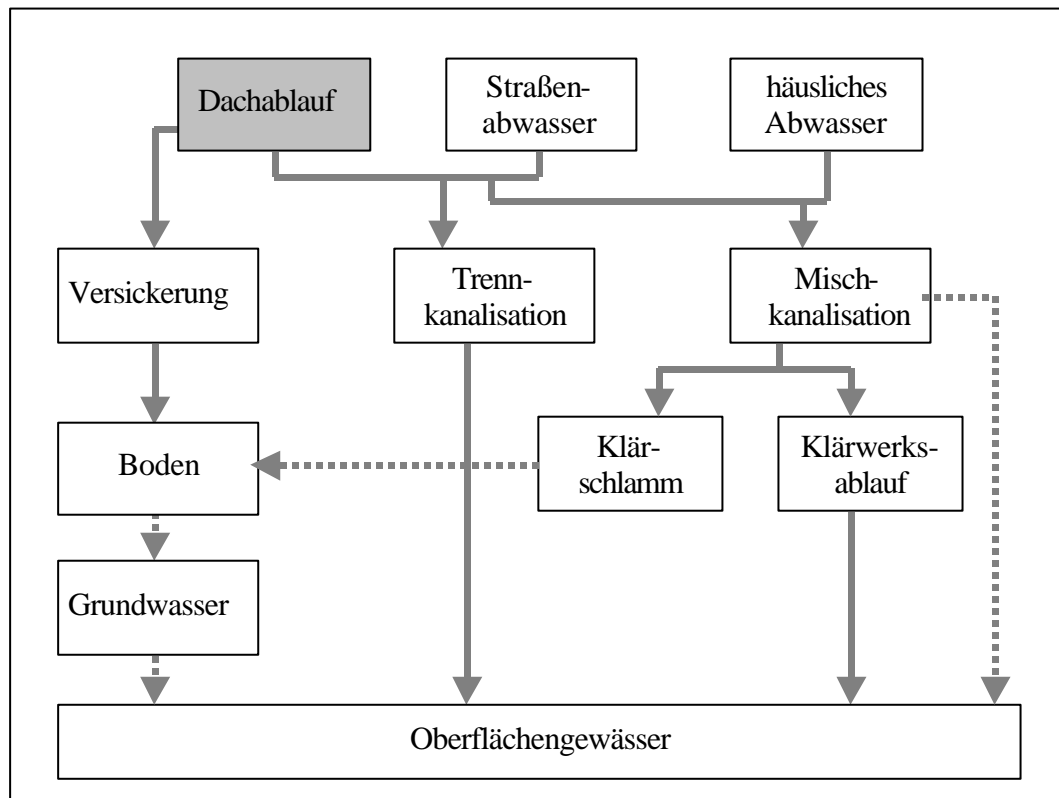 Dachablauf
Straßen-
abwasser
häusliches
Abwasser
Versickerung
Trenn-
kanalisation
Misch-
kanalisation
Boden
Klär-
schlamm
Klärwerks-
ablauf
Grundwasser
Oberflächengewässer